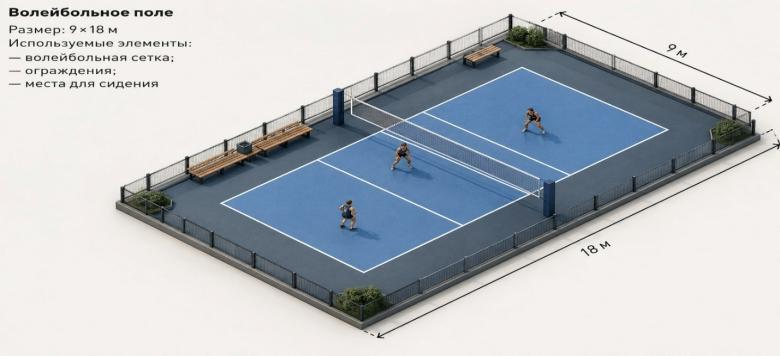 Волейбольное поле
Размер: 9 × 18 м
Используемые элементы:
— волейбольная сетка;
— ограждения;
— места для сидения
9 м
18 м